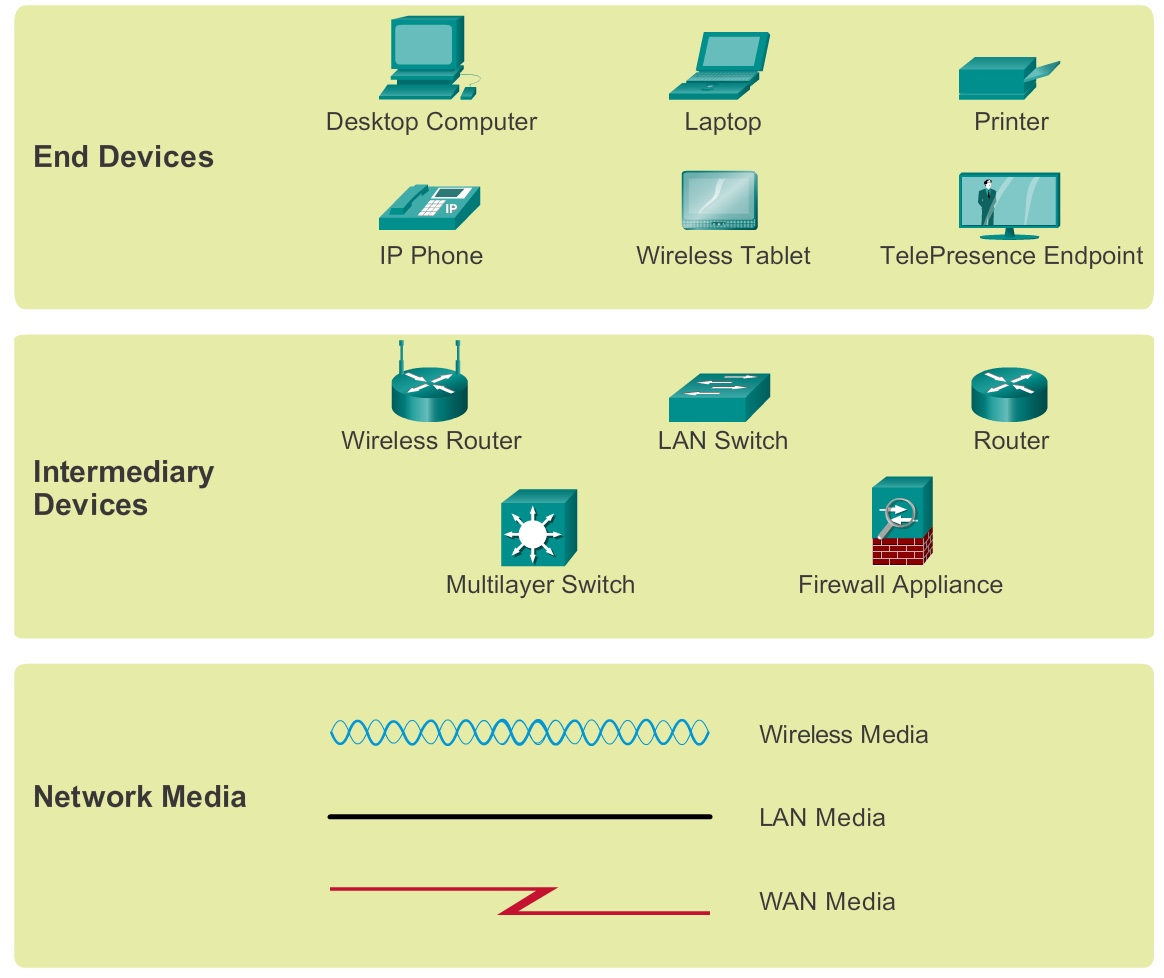 End Devices
Desktop Computer
Laptop
Printer
IP
IP Phone
Wireless Tablet
TelePresence Endpoint
Intermediary
Devices
Wireless Router
LAN Switch
Router
Multilayer Switch
Firewall Appliance
Network Media
Wireless Media
LAN Media
WAN Media